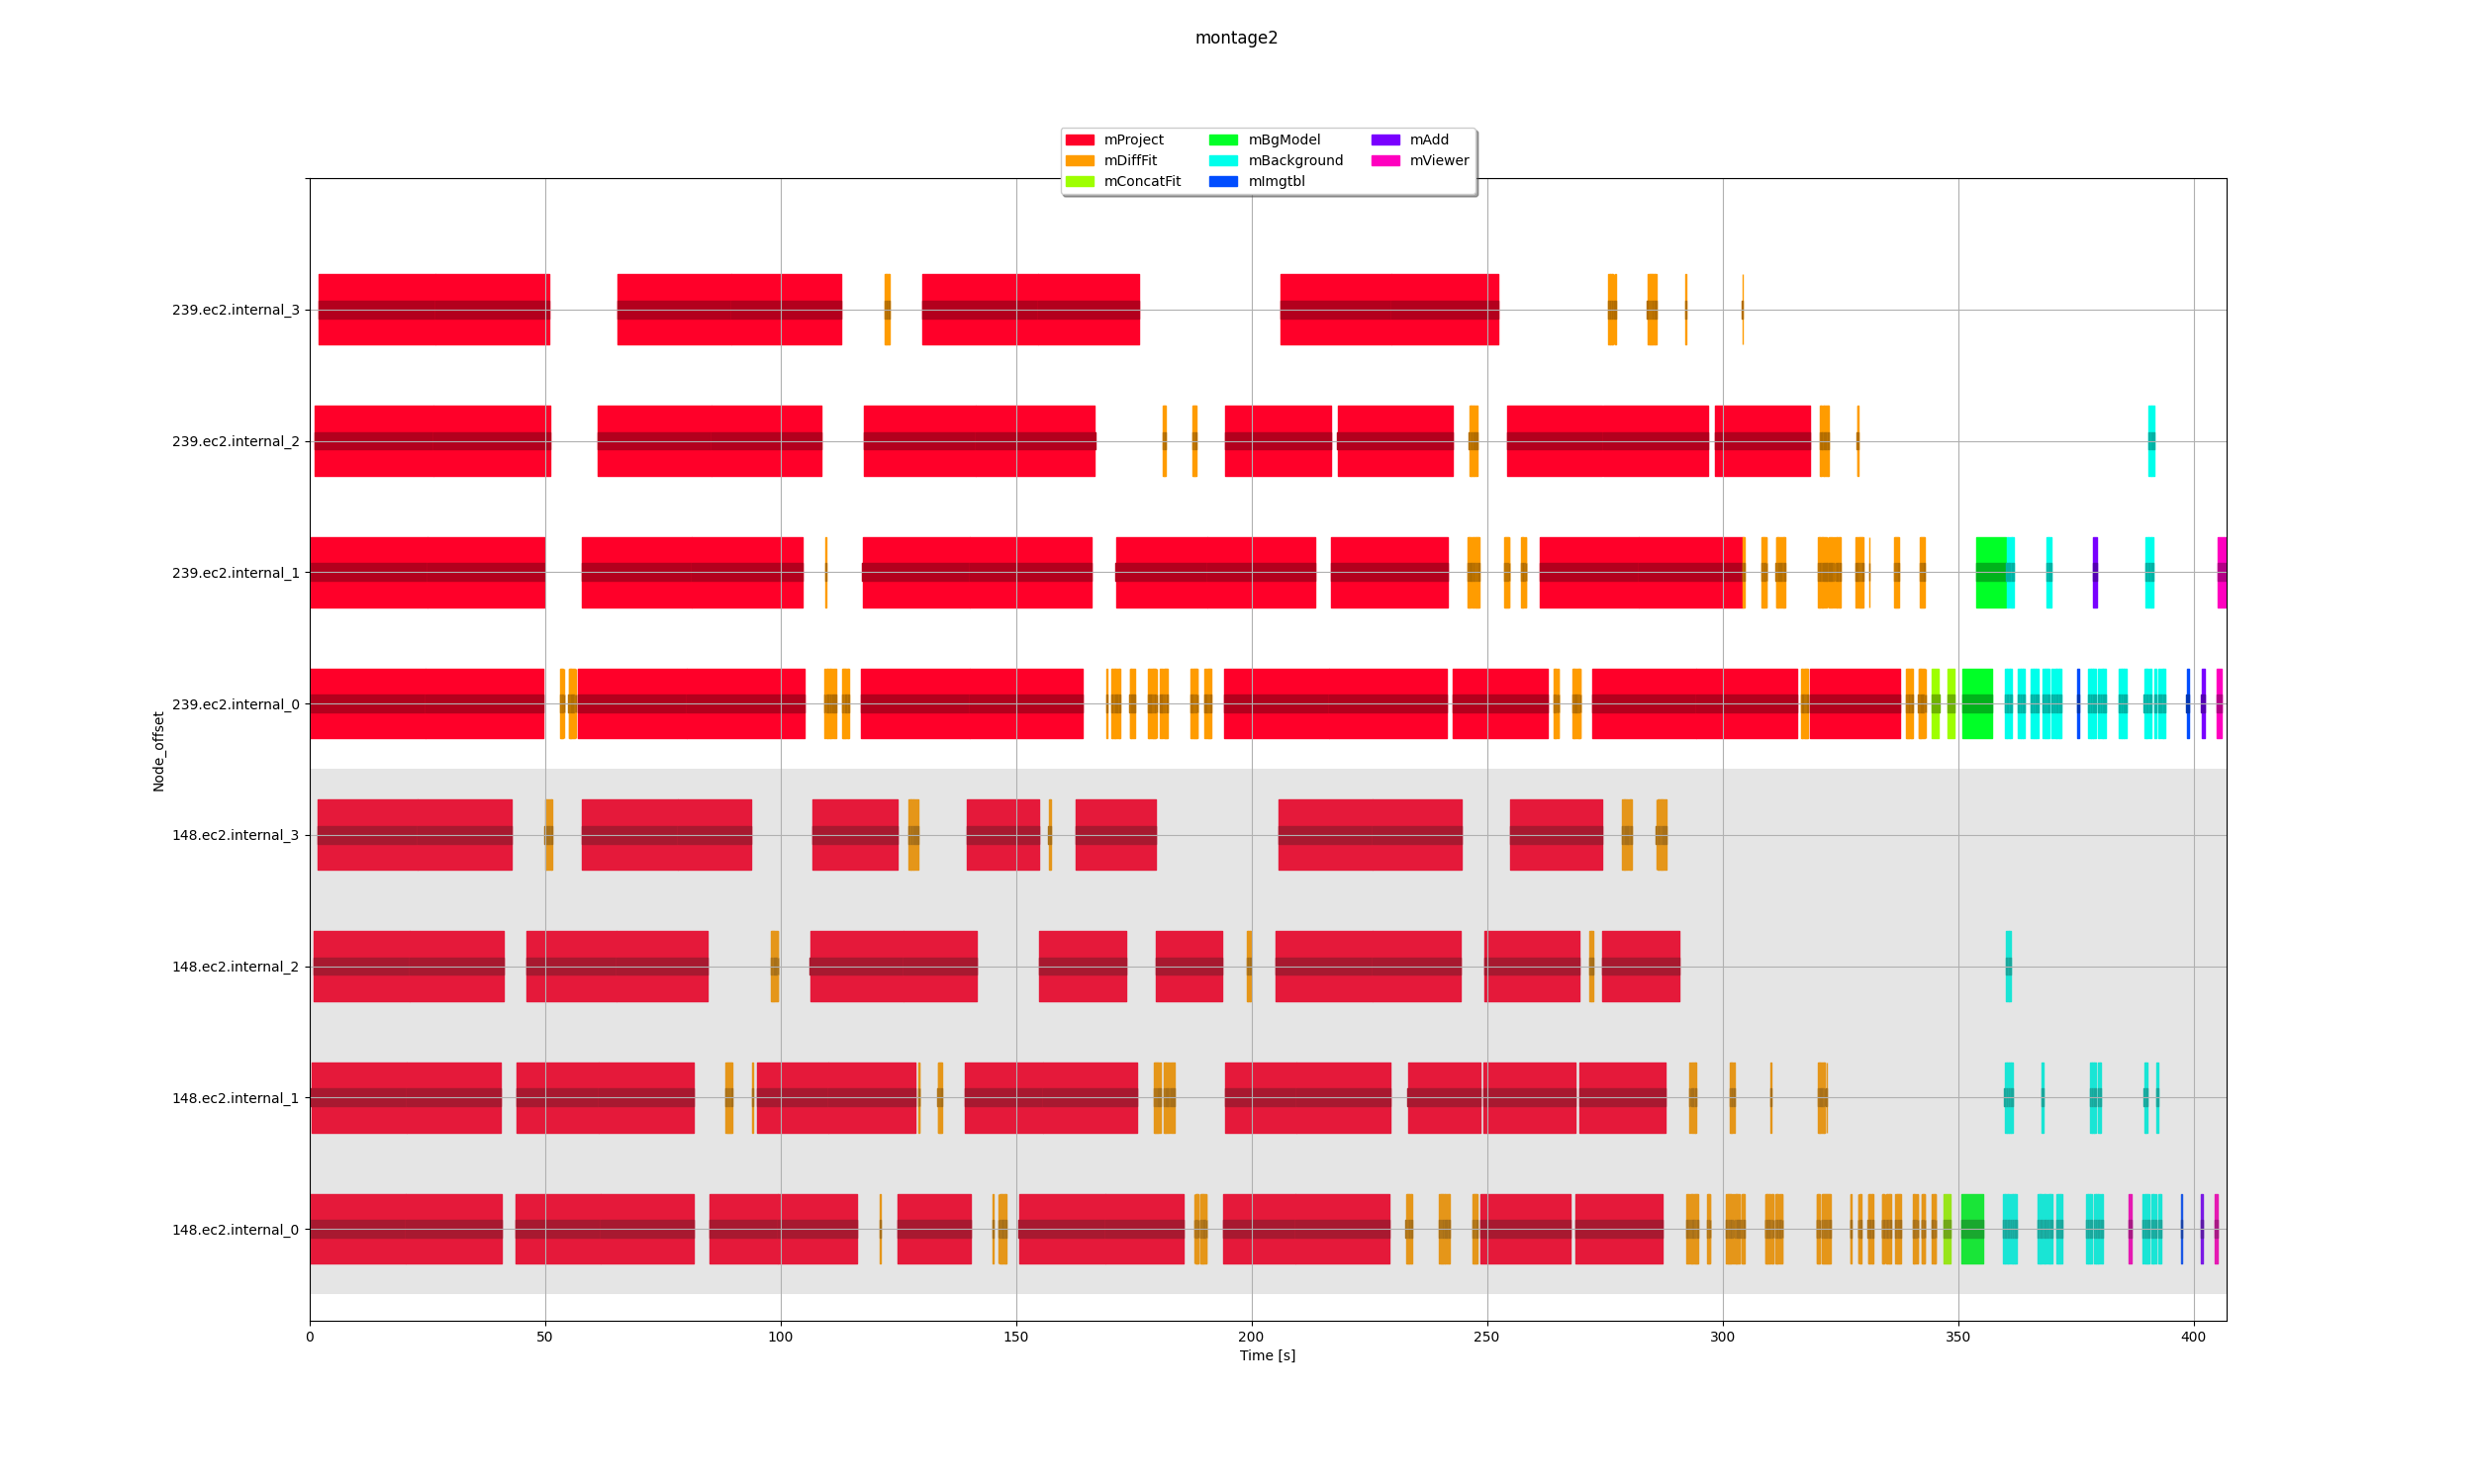 montage2
mProject mBgModel mAdd
mDiffFit mBackground mViewer
mConcatFit mImgtbl
239.ec2.internal_3
239.ec2.internal_2
239.ec2.internal_1
239.ec2.internal_0
Node_offset
148.ec2.internal_3
148.ec2.internal_2
148.ec2.internal_1
148.ec2.internal_0
0 50 100 150 200 250 300 350 400
Time [s]